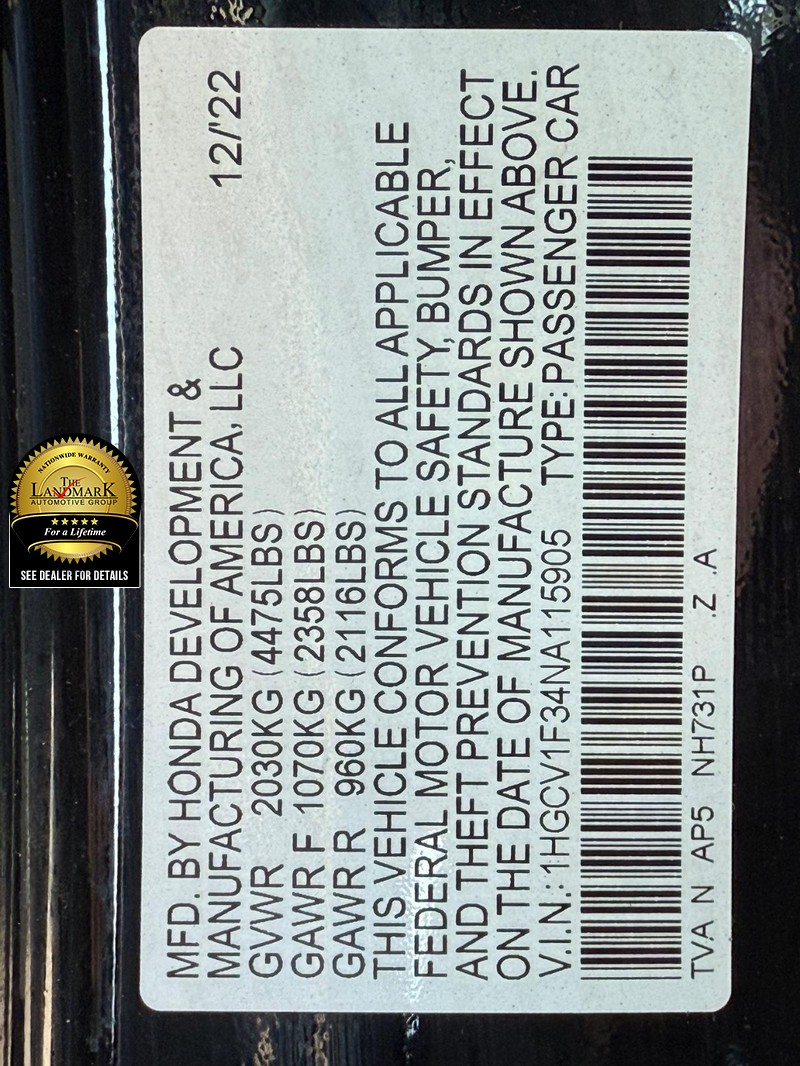 MFD. BY HONDA DEVELOPMENT &
MANUFACTURING OF AMERICA, LLC 12/'22
GVWR 2030KG (4475LBS)
GAWR F 1070KG (2358LBS)
GAWR R 960KG (2116LBS)
THIS VEHICLE CONFORMS TO ALL APPLICABLE
FEDERAL MOTOR VEHICLE SAFETY, BUMPER,
AND THEFT PREVENTION STANDARDS IN EFFECT
ON THE DATE OF MANUFACTURE SHOWN ABOVE.
V.I.N.: 1HGCV1F34NA115905 TYPE: PASSENGER CAR
TVA N AP5 NH731P .Z .A
NATIONWIDE WARRANTY
THE
LANDMARK
AUTOMOTIVE GROUP
For a Lifetime
SEE DEALER FOR DETAILS